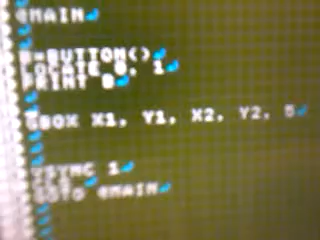 @MAIN
B=BUTTON()
LOCATE 0, 1
PRINT B
GBOX X1, Y1, X2, Y2, 5
VSYNC 1
GOTO @MAIN